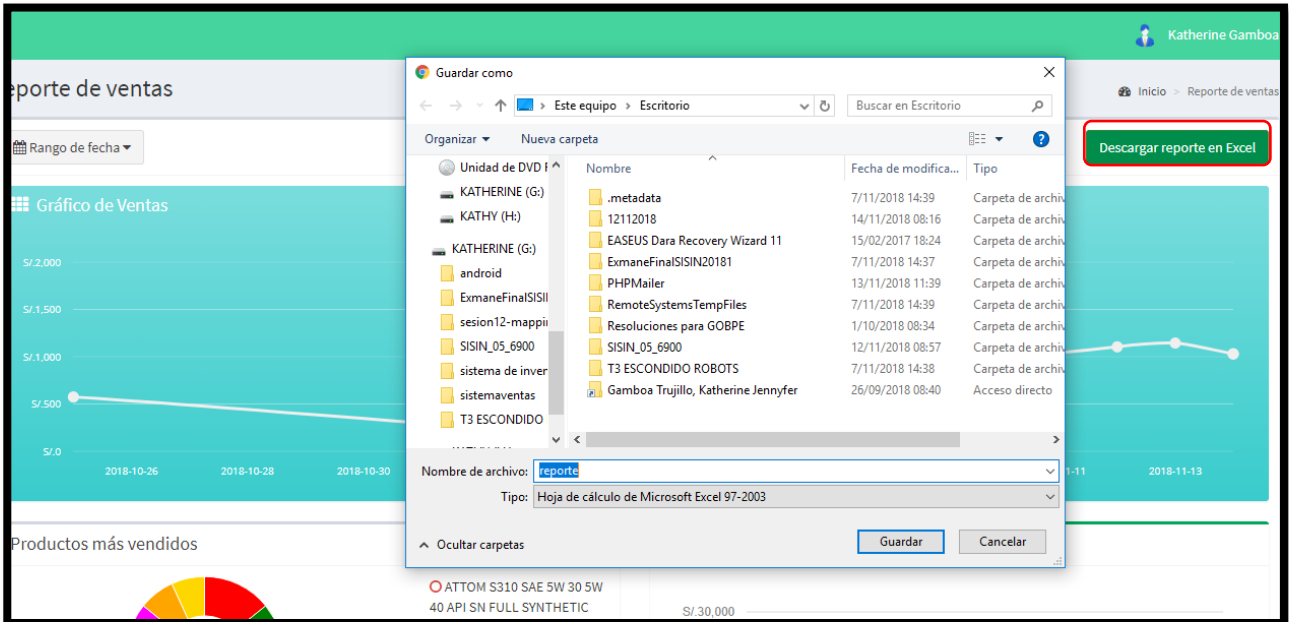 Katherine Gamboa
eporte de ventas
Inicio > Reporte de ventas
Rango de fecha
Descargar reporte en Excel
Gráfico de Ventas
S/.2,000
S/.1,500
S/.1,000
S/.500
S/.0
2018-10-26 2018-10-28 2018-10-30 1-11 2018-11-13
Productos más vendidos
ATTOM S310 SAE 5W 30 5W
40 API SN FULL SYNTHETIC
S/.30,000
Guardar como
Este equipo > Escritorio
Buscar en Escritorio
Organizar Nueva carpeta
Unidad de DVD
KATHERINE (G:)
KATHY (H:)
KATHERINE (G:)
android
ExmaneFinalSISI
sesion12-mappi
SISIN_05_6900
sistema de inver
sistemaventas
T3 ESCONDIDO
Nombre Fecha de modifica... Tipo
.metadata 7/11/2018 14:39 Carpeta de archiv
12112018 14/11/2018 08:16 Carpeta de archiv
EASEUS Dara Recovery Wizard 11 15/02/2017 18:24 Carpeta de archiv
ExmaneFinalSISIN20181 7/11/2018 14:37 Carpeta de archiv
PHPMailer 13/11/2018 11:39 Carpeta de archiv
RemoteSystemsTempFiles 7/11/2018 14:39 Carpeta de archiv
Resoluciones para GOBPE 1/10/2018 08:34 Carpeta de archiv
SISIN_05_6900 12/11/2018 08:57 Carpeta de archiv
T3 ESCONDIDO ROBOTS 7/11/2018 14:38 Carpeta de archiv
Gamboa Trujillo, Katherine Jennyfer 26/09/2018 08:40 Acceso directo
Nombre de archivo: reporte
Tipo: Hoja de cálculo de Microsoft Excel 97-2003
Ocultar carpetas
Guardar Cancelar